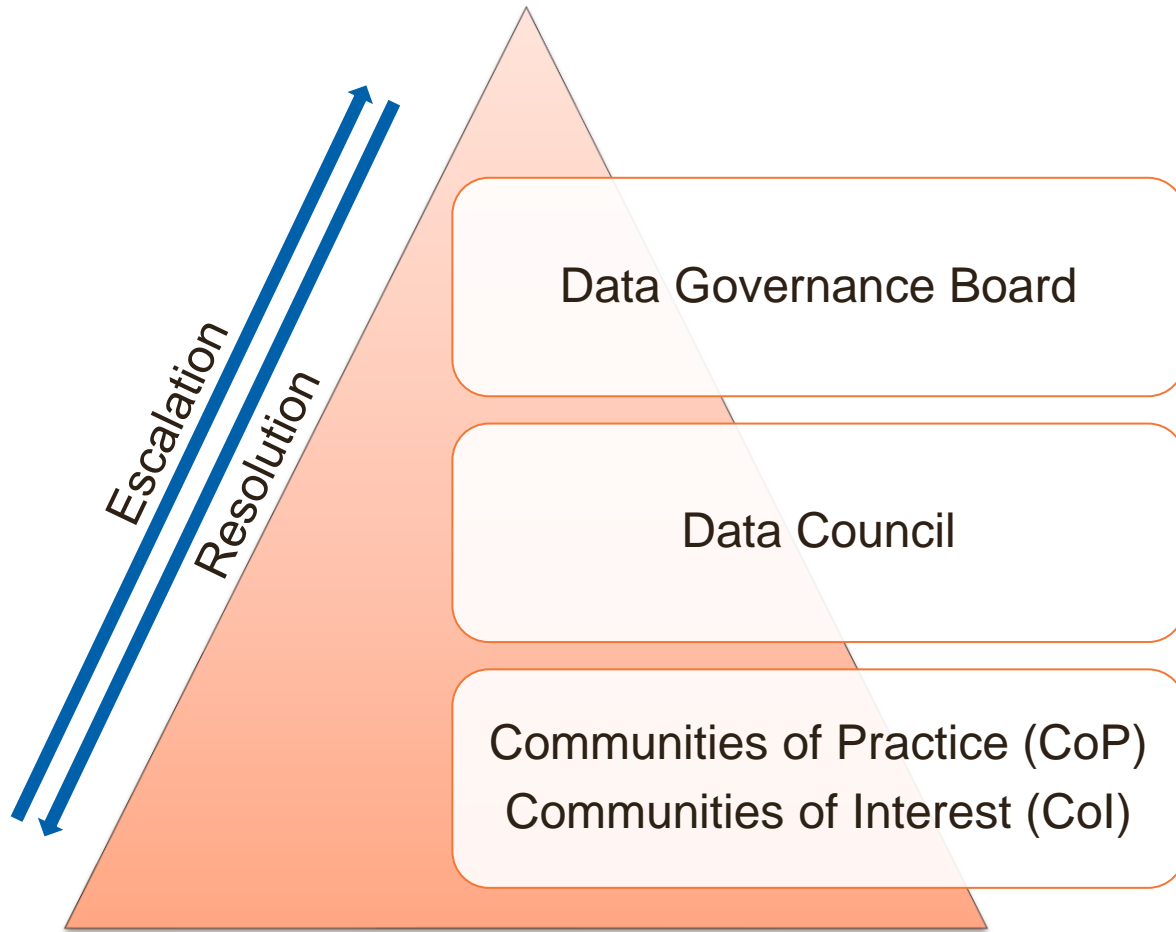 Escalation
Resolution
Data Governance Board
Data Council
Communities of Practice (CoP)
Communities of Interest (CoI)